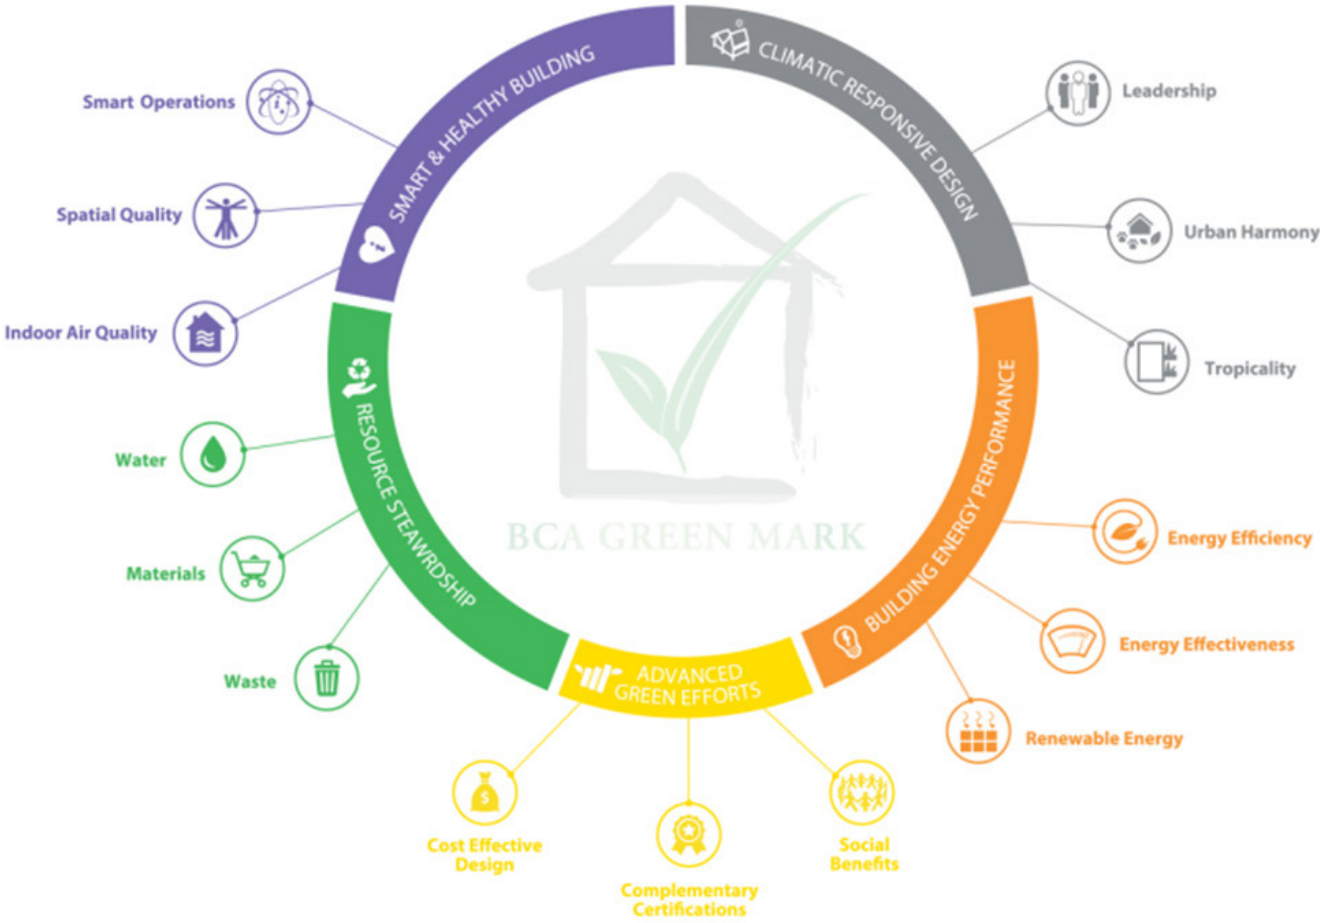 SMART & HEALTHY BUILDING
CLIMATIC RESPONSIVE DESIGN
Smart Operations
Leadership
Spatial Quality
Urban Harmony
Indoor Air Quality
Tropicality
RESOURCE STEAWRDSHIP
BUILDING ENERGY PERFORMANCE
Water
BCA GREEN MARK
Energy Efficiency
Materials
Energy Effectiveness
Waste
ADVANCED
GREEN EFFORTS
Renewable Energy
Cost Effective
Design
Social
Benefits
Complementary
Certifications
$